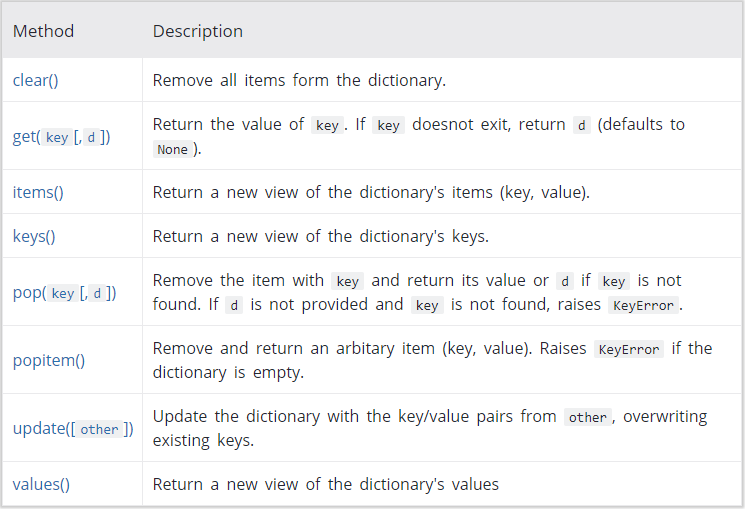 Method Description
clear() Remove all items form the dictionary.
get( key [, d ]) Return the value of key . If key doesnot exit, return d (defaults to
None ).
items() Return a new view of the dictionary's items (key, value).
keys() Return a new view of the dictionary's keys.
pop( key [, d ]) Remove the item with key and return its value or d if key is not
found. If d is not provided and key is not found, raises KeyError .
popitem() Remove and return an arbitary item (key, value). Raises KeyError if the
dictionary is empty.
update([ other ]) Update the dictionary with the key/value pairs from other , overwriting
existing keys.
values() Return a new view of the dictionary's values